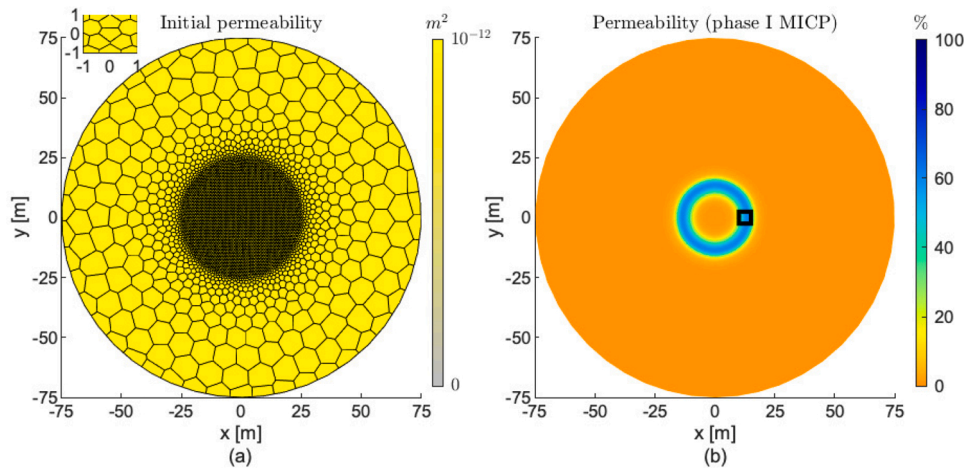 Initial permeability
m²
10⁻¹²
0
1
0
-1
-1 0 1
75
50
25
0
-25
-50
-75
y [m]
-75 -50 -25 0 25 50 75
x [m]
(a)
Permeability (phase I MICP)
%
100
80
60
40
20
0
75
50
25
0
-25
-50
-75
y [m]
-75 -50 -25 0 25 50 75
x [m]
(b)